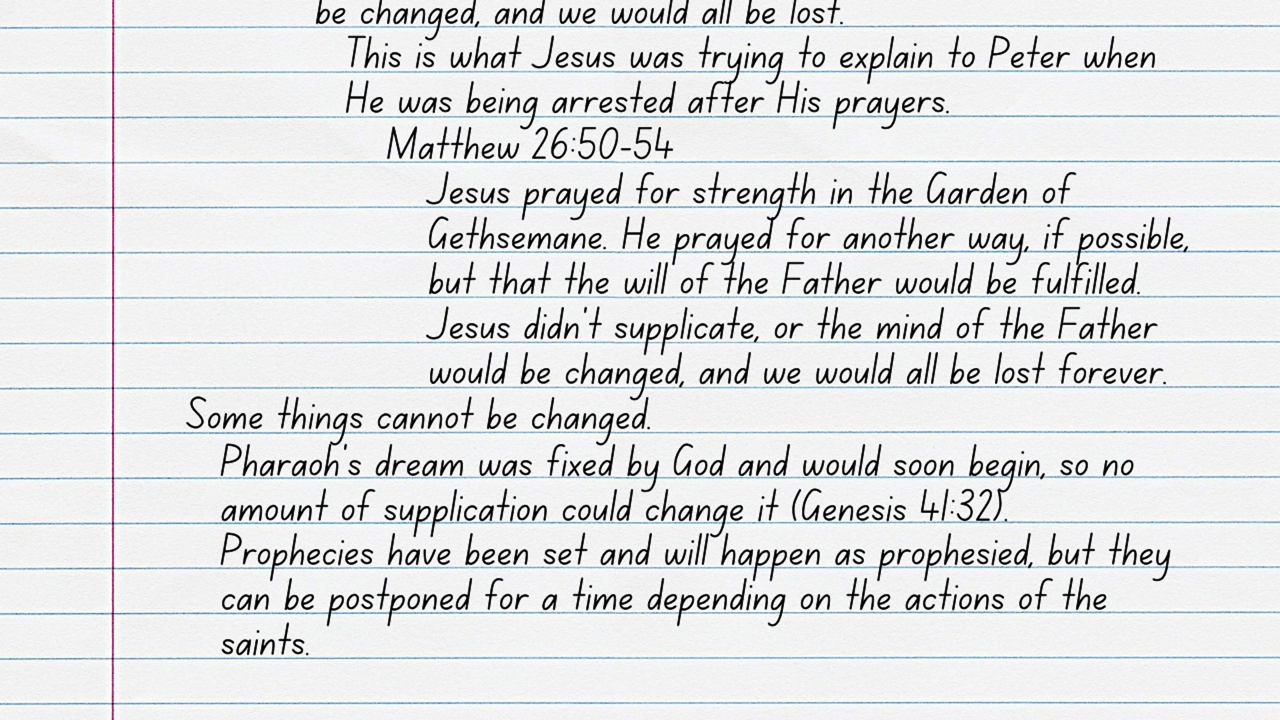 be changed, and we would all be lost.
This is what Jesus was trying to explain to Peter when
He was being arrested after His prayers.
Matthew 26:50-54
Jesus prayed for strength in the Garden of
Gethsemane. He prayed for another way, if possible,
but that the will of the Father would be fulfilled.
Jesus didn't supplicate, or the mind of the Father
would be changed, and we would all be lost forever.
Some things cannot be changed.
Pharaoh's dream was fixed by God and would soon begin, so no
amount of supplication could change it (Genesis 41:32).
Prophecies have been set and will happen as prophesied, but they
can be postponed for a time depending on the actions of the
saints.